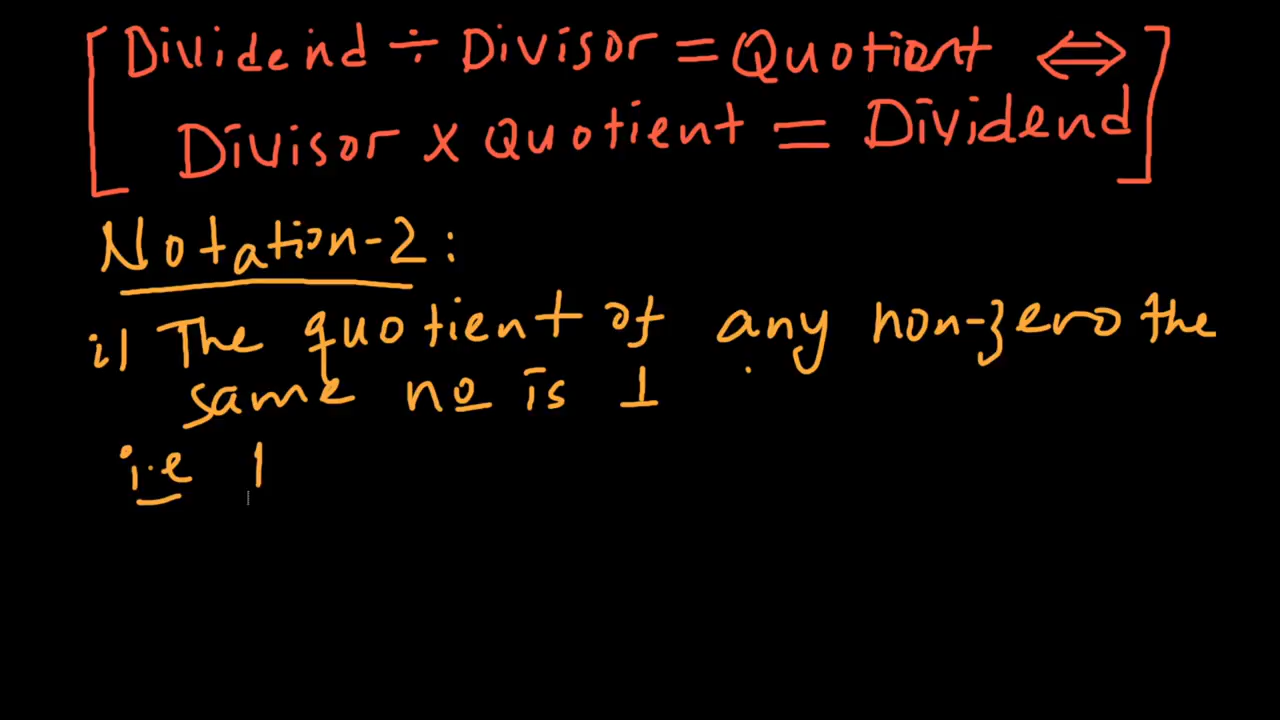 [Dividend ÷ Divisor = Quotient ⇔
Divisor x Quotient = Dividend]
Notation-2:
i) The quotient of any non-zero the
same no is 1
i.e 1